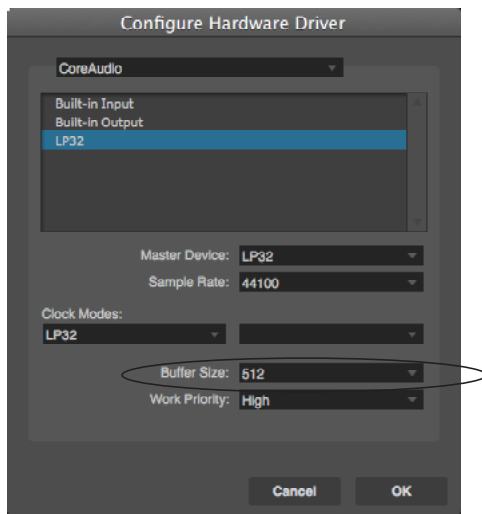 Configure Hardware Driver
CoreAudio
Built-in Input
Built-in Output
LP32
Master Device: LP32
Sample Rate: 44100
Clock Modes:
LP32
Buffer Size: 512
Work Priority: High
Cancel OK